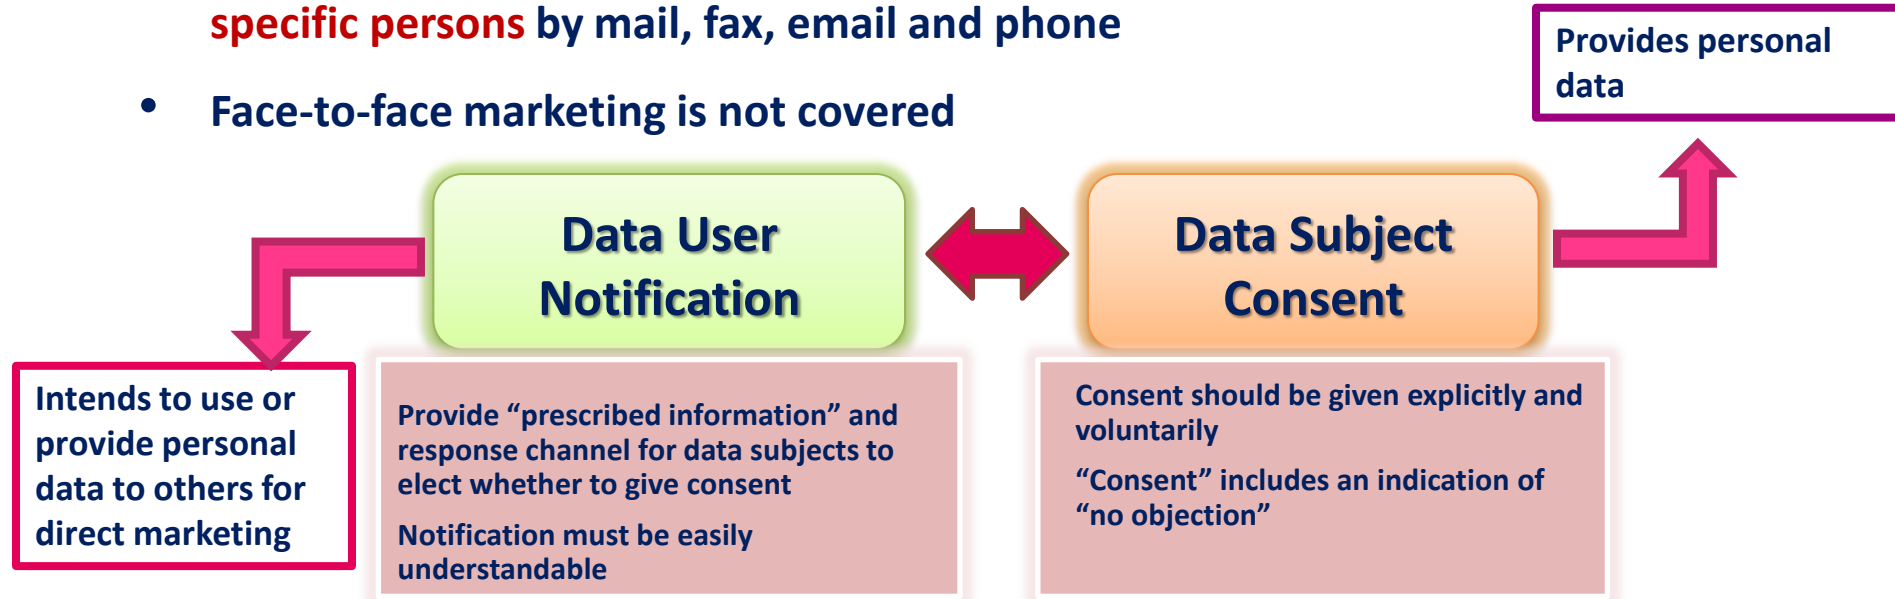 specific persons by mail, fax, email and phone
• Face-to-face marketing is not covered
Provides personal
data
Data User
Notification
Data Subject
Consent
Intends to use or
provide personal
data to others for
direct marketing
Provide “prescribed information” and
response channel for data subjects to
elect whether to give consent
Notification must be easily
understandable
Consent should be given explicitly and
voluntarily
“Consent” includes an indication of
“no objection”